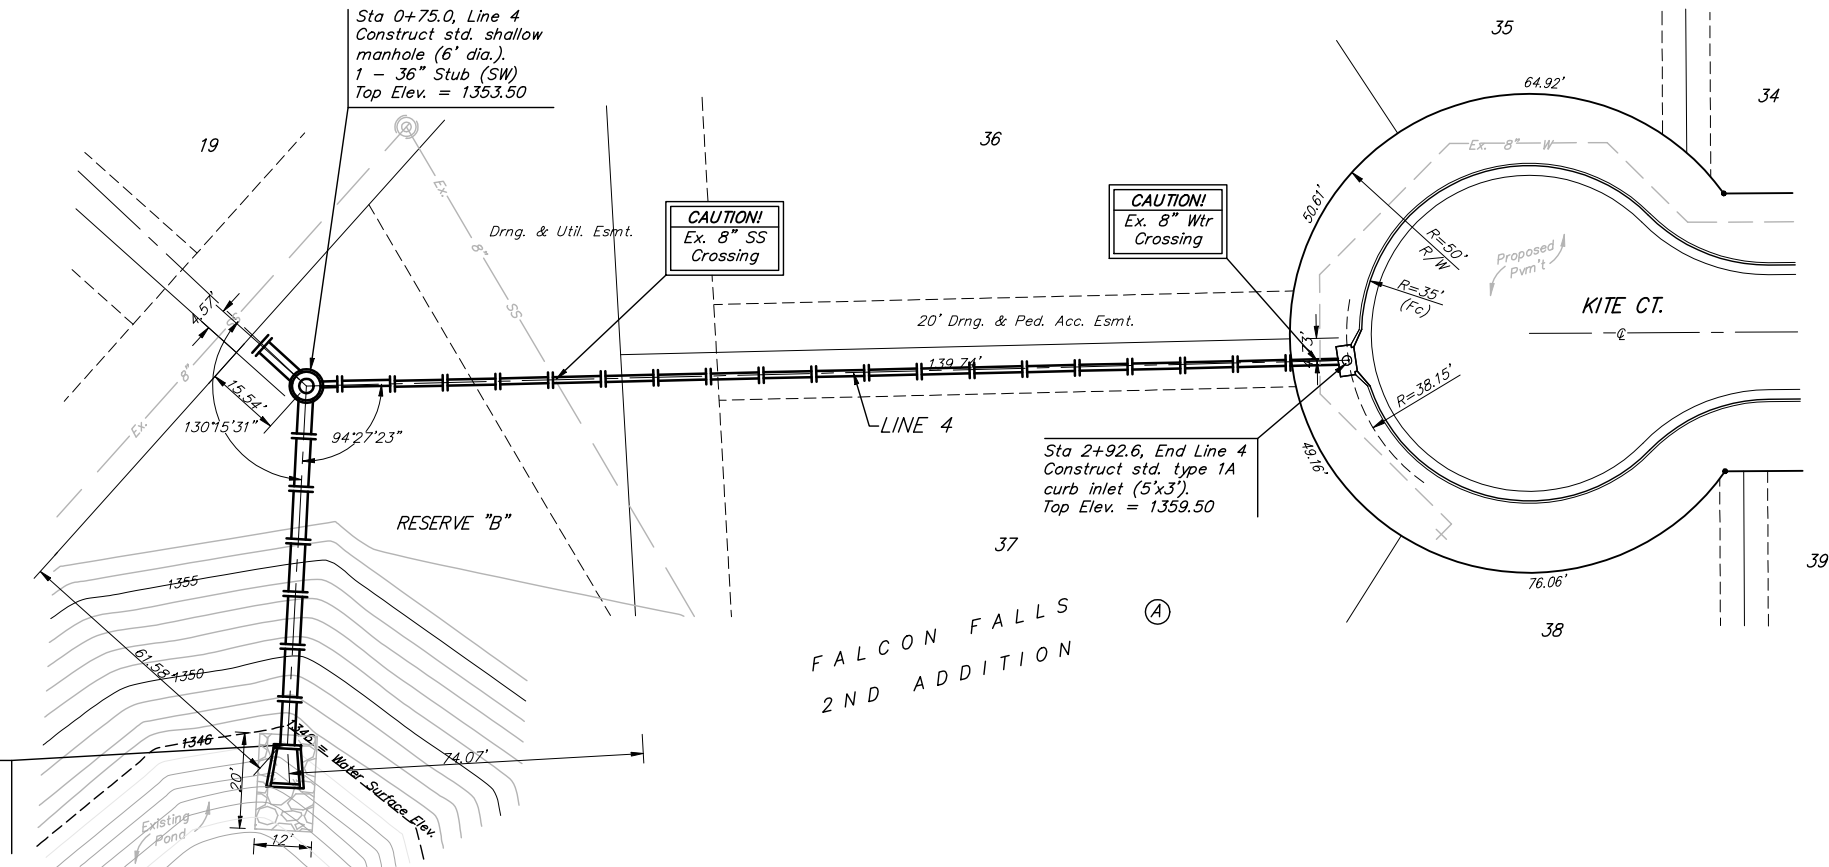 Sta 0+75.0, Line 4
Construct std. shallow
manhole (6' dia.).
1 - 36" Stub (SW)
Top Elev. = 1353.50
19
36
35
34
64.92'
Ex. 8" W
50.61'
R=50'
R/W
R=35'
(Fc)
Proposed
Pvm't
KITE CT.
℄
CAUTION!
Ex. 8" SS
Crossing
CAUTION!
Ex. 8" Wtr
Crossing
Drng. & Util. Esmt.
Ex.
8"
SS
20' Drng. & Ped. Acc. Esmt.
139.74'
4.57'
15.54'
130°15'31"
94°27'23"
8"
Ex.
LINE 4
R=38.15'
49.16'
Sta 2+92.6, End Line 4
Construct std. type 1A
curb inlet (5'x3').
Top Elev. = 1359.50
RESERVE "B"
37
38
39
76.06'
1355
1350
61.58'
1346
1346 = Water Surface Elev.
74.07'
20'
12'
Existing
Pond
FALCON FALLS
2ND ADDITION
A